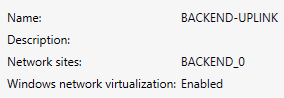 Name: BACKEND-UPLINK
Description:
Network sites: BACKEND_0
Windows network virtualization: Enabled